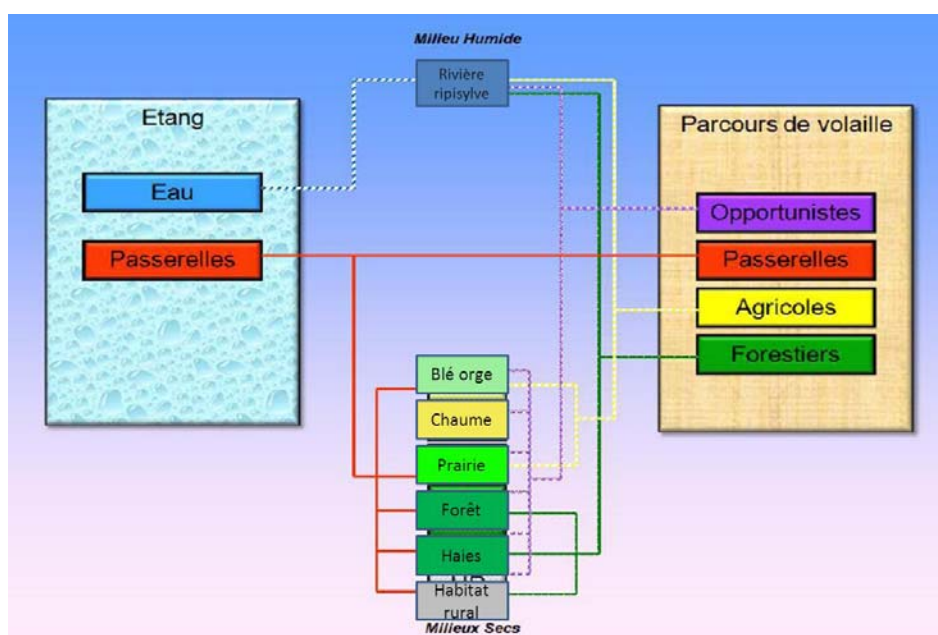 Milieu Humide
Rivière
ripisylve
Etang
Eau
Passerelles
Parcours de volaille
Opportunistes
Passerelles
Agricoles
Forestiers
Blé orge
Chaume
Prairie
Forêt
Haies
Habitat
rural
Milieux Secs